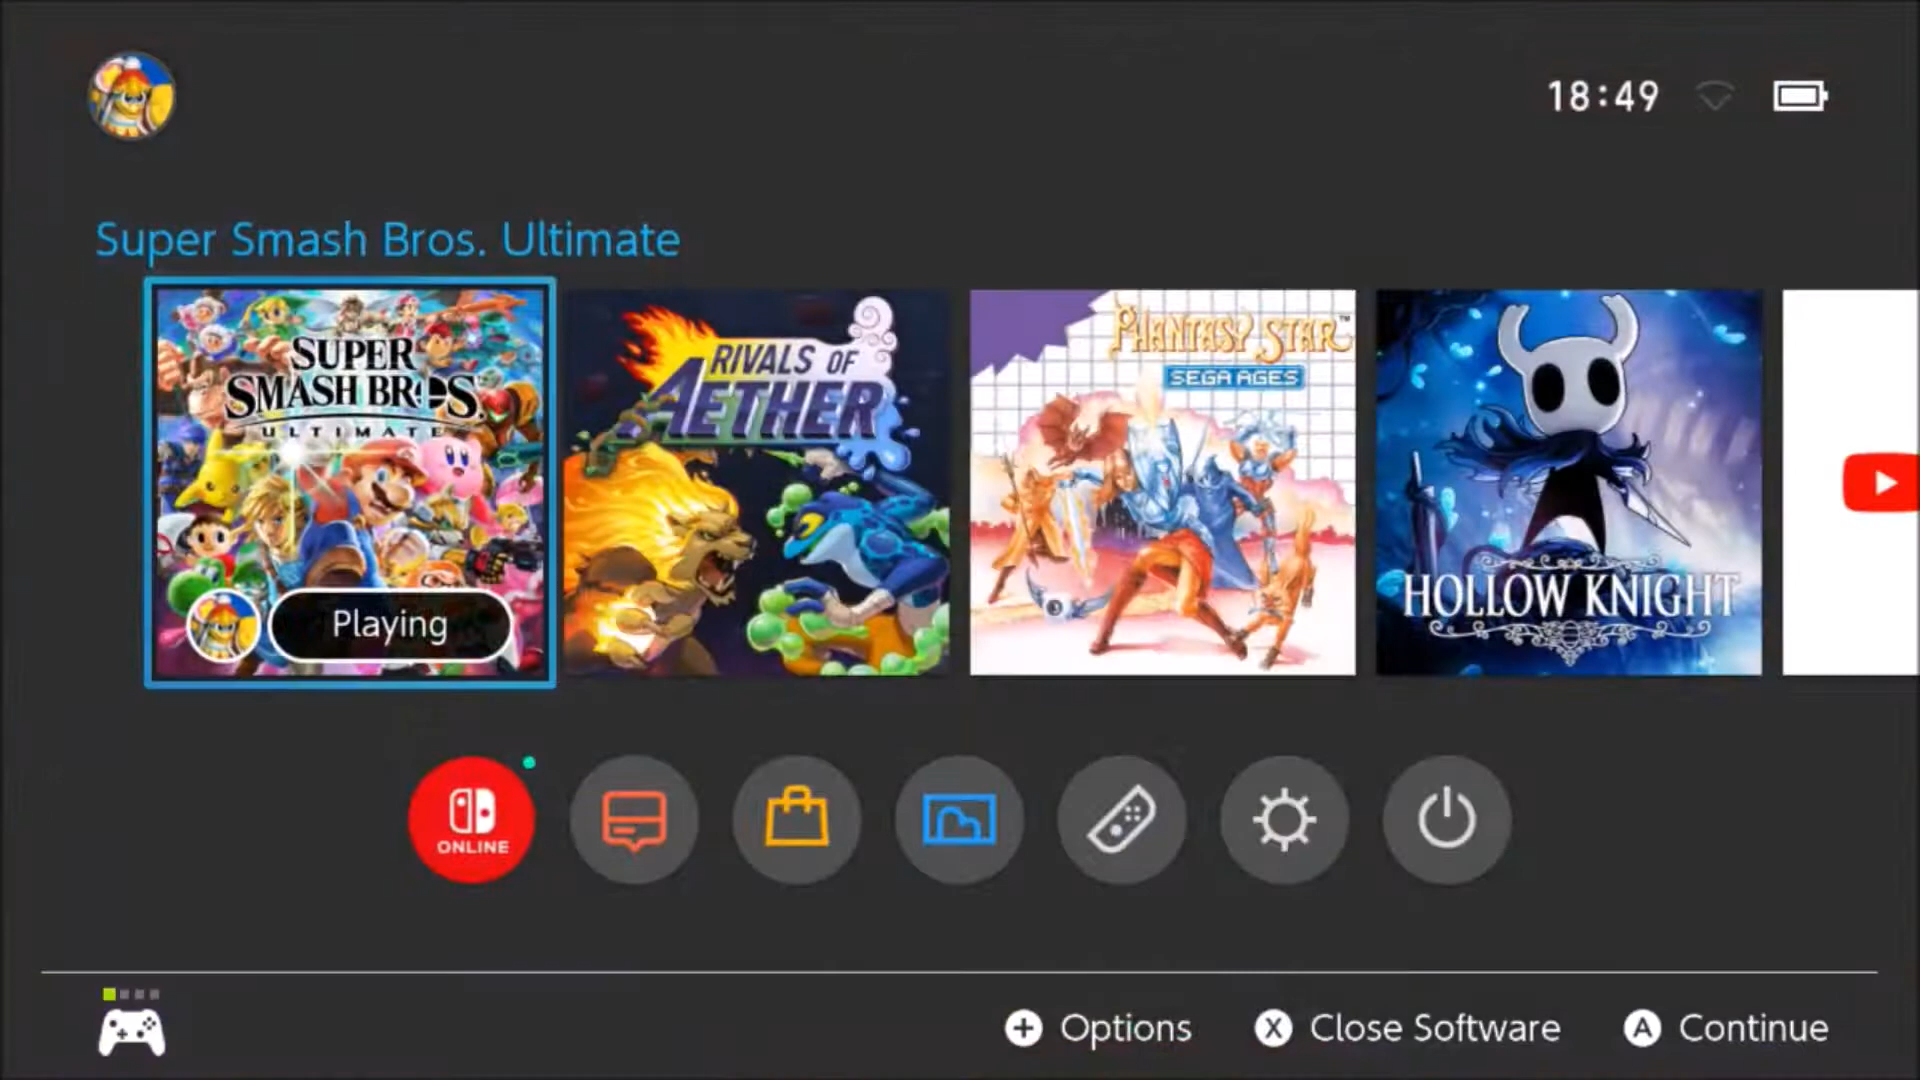 18:49
Super Smash Bros. Ultimate
SUPER
SMASH BROS.
ULTIMATE
Playing
RIVALS OF
AETHER
PHANTASY STAR™
SEGA AGES
HOLLOW KNIGHT
ONLINE
+ Options
X Close Software
A Continue